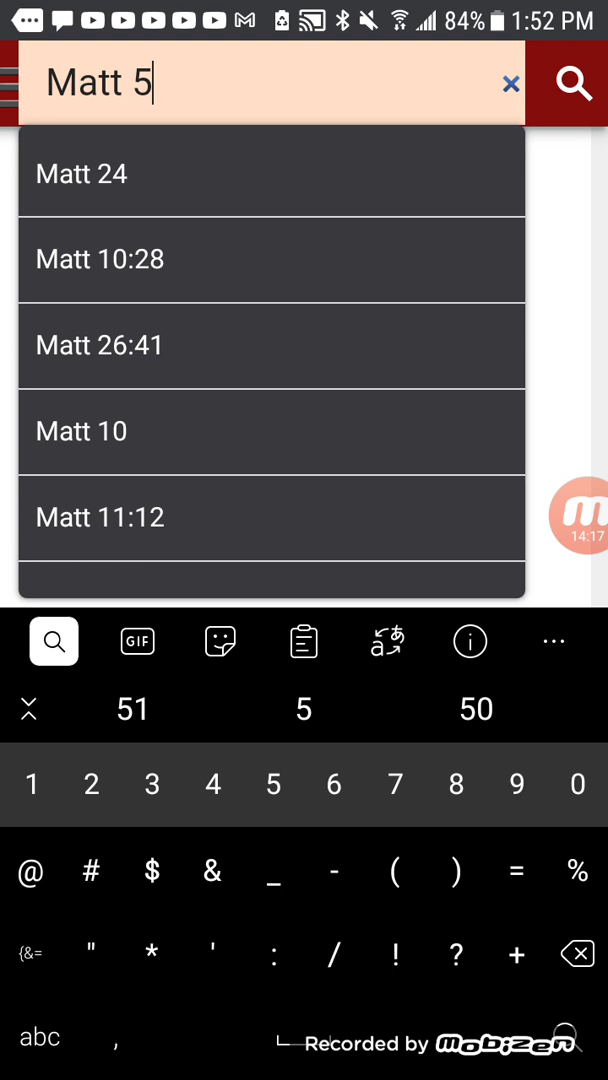 84% 1:52 PM
Matt 5 ×
Matt 24
Matt 10:28
Matt 26:41
Matt 10
Matt 11:12
m
14:17
GIF
51 5 50
1 2 3 4 5 6 7 8 9 0
@ # $ & _ - ( ) = %
{&= " * ' : / ! ? +
abc , Recorded by mobizen